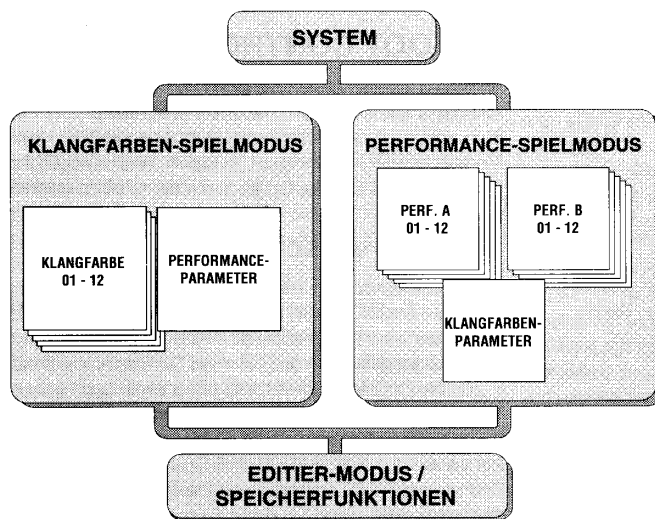 SYSTEM
KLANGFARBEN-SPIELMODUS
KLANGFARBE
01 - 12
PERFORMANCE-
PARAMETER
PERFORMANCE-SPIELMODUS
PERF. A
01 - 12
PERF. B
01 - 12
KLANGFARBEN-
PARAMETER
EDITIER-MODUS /
SPEICHERFUNKTIONEN